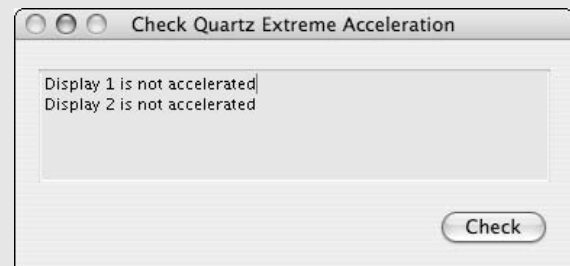 Check Quartz Extreme Acceleration
Display 1 is not accelerated
Display 2 is not accelerated
Check